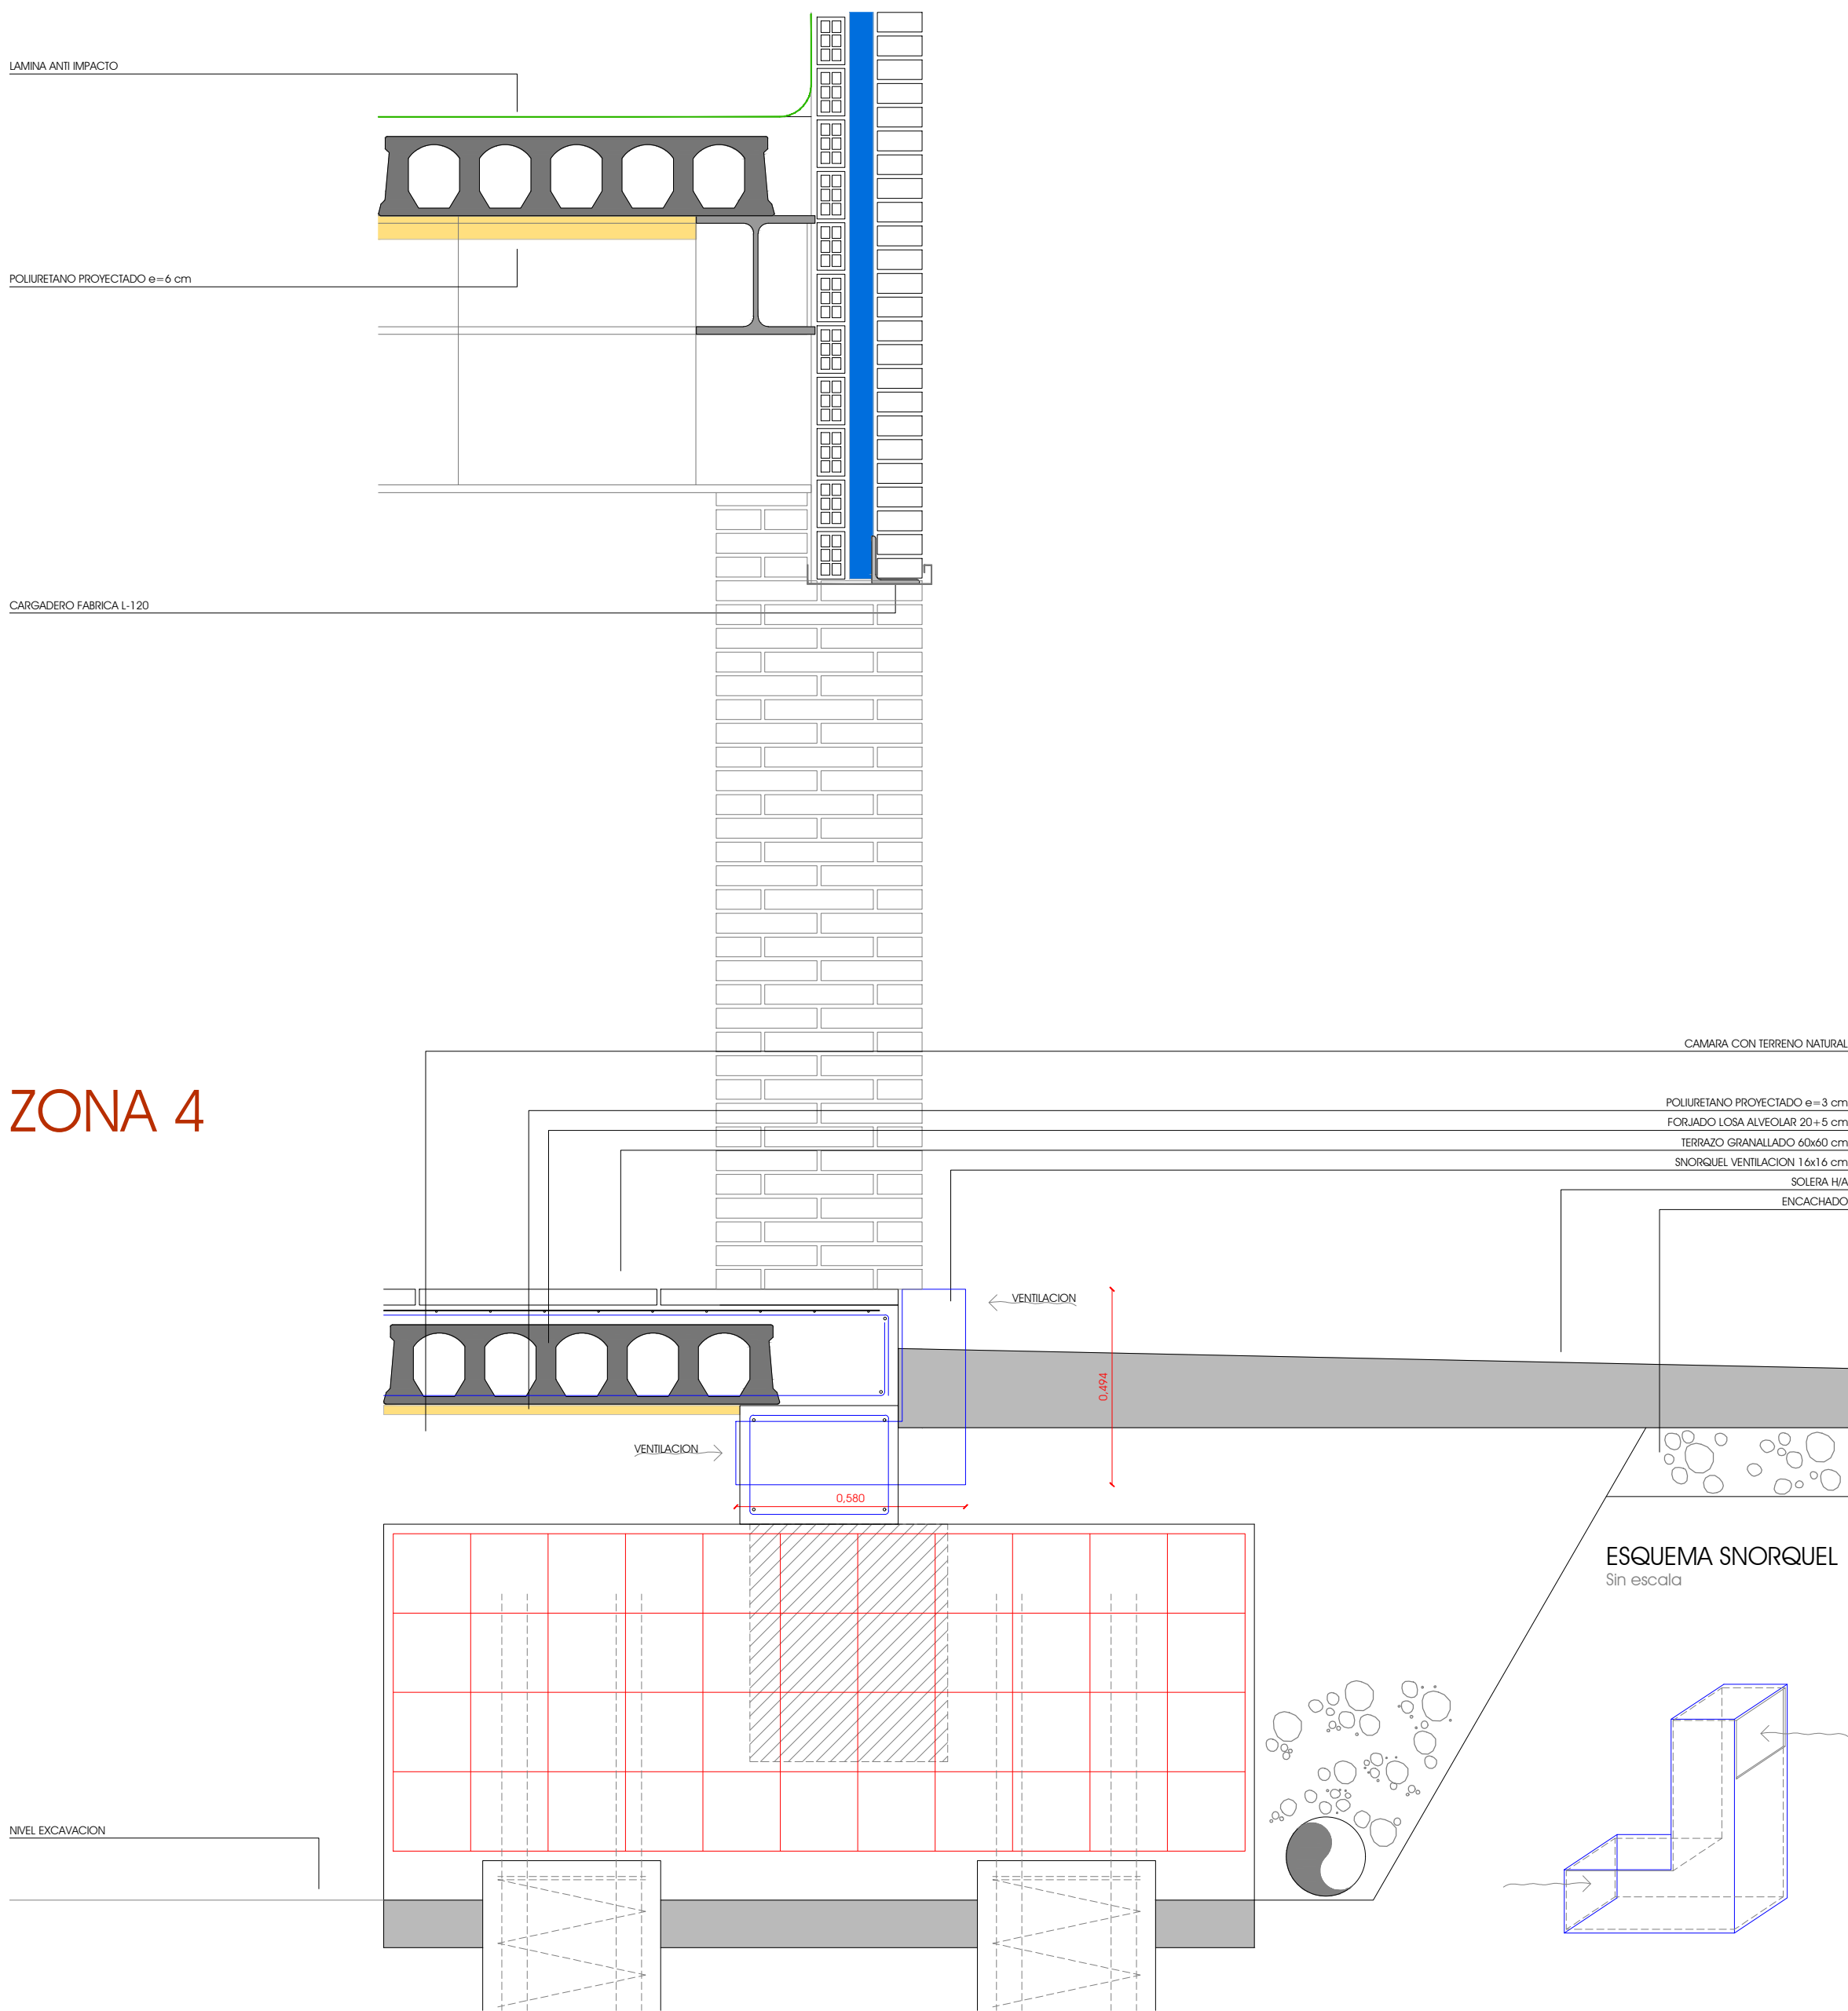 LAMINA ANTI IMPACTO
POLIURETANO PROYECTADO e=6 cm
CARGADERO FABRICA L-120
CAMARA CON TERRENO NATURAL
ZONA 4
POLIURETANO PROYECTADO e=3 cm
FORJADO LOSA ALVEOLAR 20+5 cm
TERRAZO GRANALLADO 60x60 cm
SNORQUEL VENTILACION 16x16 cm
SOLERA H/A
ENCACHADO
VENTILACION
0,494
VENTILACION
0,580
ESQUEMA SNORQUEL
Sin escala
NIVEL EXCAVACION